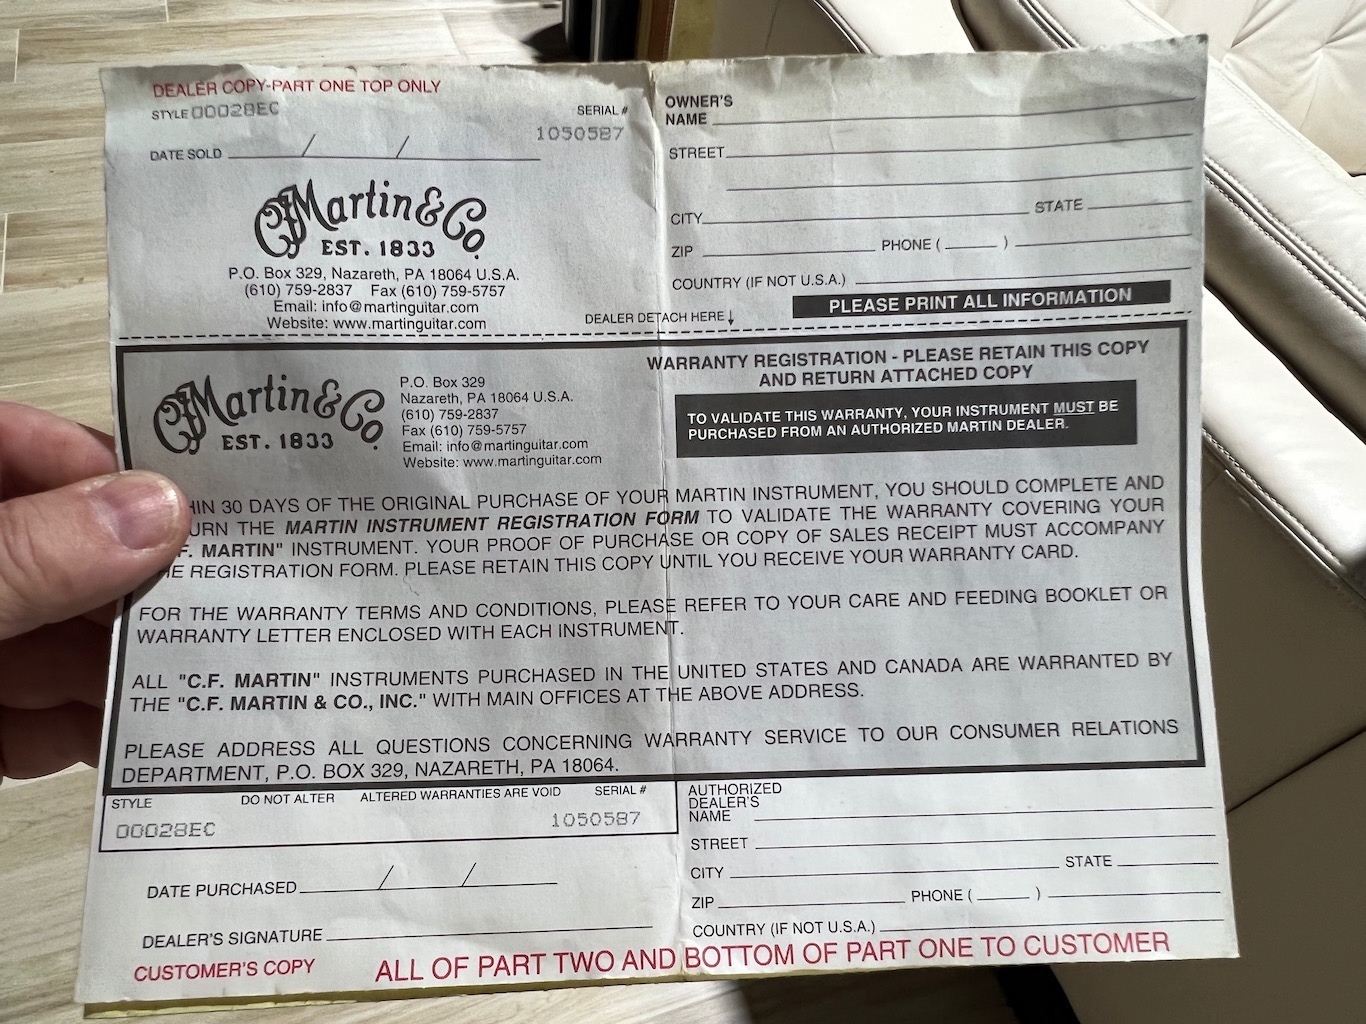 DEALER COPY-PART ONE TOP ONLY
STYLE 00028EC
SERIAL #
1050587
DATE SOLD / /
CF Martin & Co.
EST. 1833
P.O. Box 329, Nazareth, PA 18064 U.S.A.
(610) 759-2837 Fax (610) 759-5757
Email: info@martinguitar.com
Website: www.martinguitar.com
OWNER'S
NAME
STREET
CITY STATE
ZIP PHONE ( )
COUNTRY (IF NOT U.S.A.)
PLEASE PRINT ALL INFORMATION
DEALER DETACH HERE ↓
CF Martin & Co.
EST. 1833
P.O. Box 329
Nazareth, PA 18064 U.S.A.
(610) 759-2837
Fax (610) 759-5757
Email: info@martinguitar.com
Website: www.martinguitar.com
WARRANTY REGISTRATION - PLEASE RETAIN THIS COPY
AND RETURN ATTACHED COPY
TO VALIDATE THIS WARRANTY, YOUR INSTRUMENT MUST BE
PURCHASED FROM AN AUTHORIZED MARTIN DEALER.
HIN 30 DAYS OF THE ORIGINAL PURCHASE OF YOUR MARTIN INSTRUMENT, YOU SHOULD COMPLETE AND
URN THE MARTIN INSTRUMENT REGISTRATION FORM TO VALIDATE THE WARRANTY COVERING YOUR
F. MARTIN" INSTRUMENT. YOUR PROOF OF PURCHASE OR COPY OF SALES RECEIPT MUST ACCOMPANY
HE REGISTRATION FORM. PLEASE RETAIN THIS COPY UNTIL YOU RECEIVE YOUR WARRANTY CARD.
FOR THE WARRANTY TERMS AND CONDITIONS, PLEASE REFER TO YOUR CARE AND FEEDING BOOKLET OR
WARRANTY LETTER ENCLOSED WITH EACH INSTRUMENT.
ALL "C.F. MARTIN" INSTRUMENTS PURCHASED IN THE UNITED STATES AND CANADA ARE WARRANTED BY
THE "C.F. MARTIN & CO., INC." WITH MAIN OFFICES AT THE ABOVE ADDRESS.
PLEASE ADDRESS ALL QUESTIONS CONCERNING WARRANTY SERVICE TO OUR CONSUMER RELATIONS
DEPARTMENT, P.O. BOX 329, NAZARETH, PA 18064.
STYLE DO NOT ALTER ALTERED WARRANTIES ARE VOID SERIAL #
00028EC 1050587
DATE PURCHASED / /
DEALER'S SIGNATURE
AUTHORIZED
DEALER'S
NAME
STREET
CITY STATE
ZIP PHONE ( )
COUNTRY (IF NOT U.S.A.)
CUSTOMER'S COPY ALL OF PART TWO AND BOTTOM OF PART ONE TO CUSTOMER